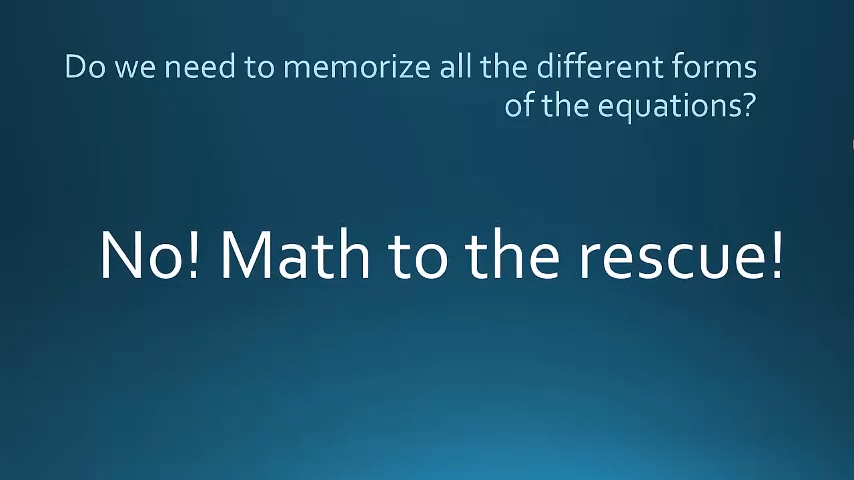 Do we need to memorize all the different forms
of the equations?
No! Math to the rescue!